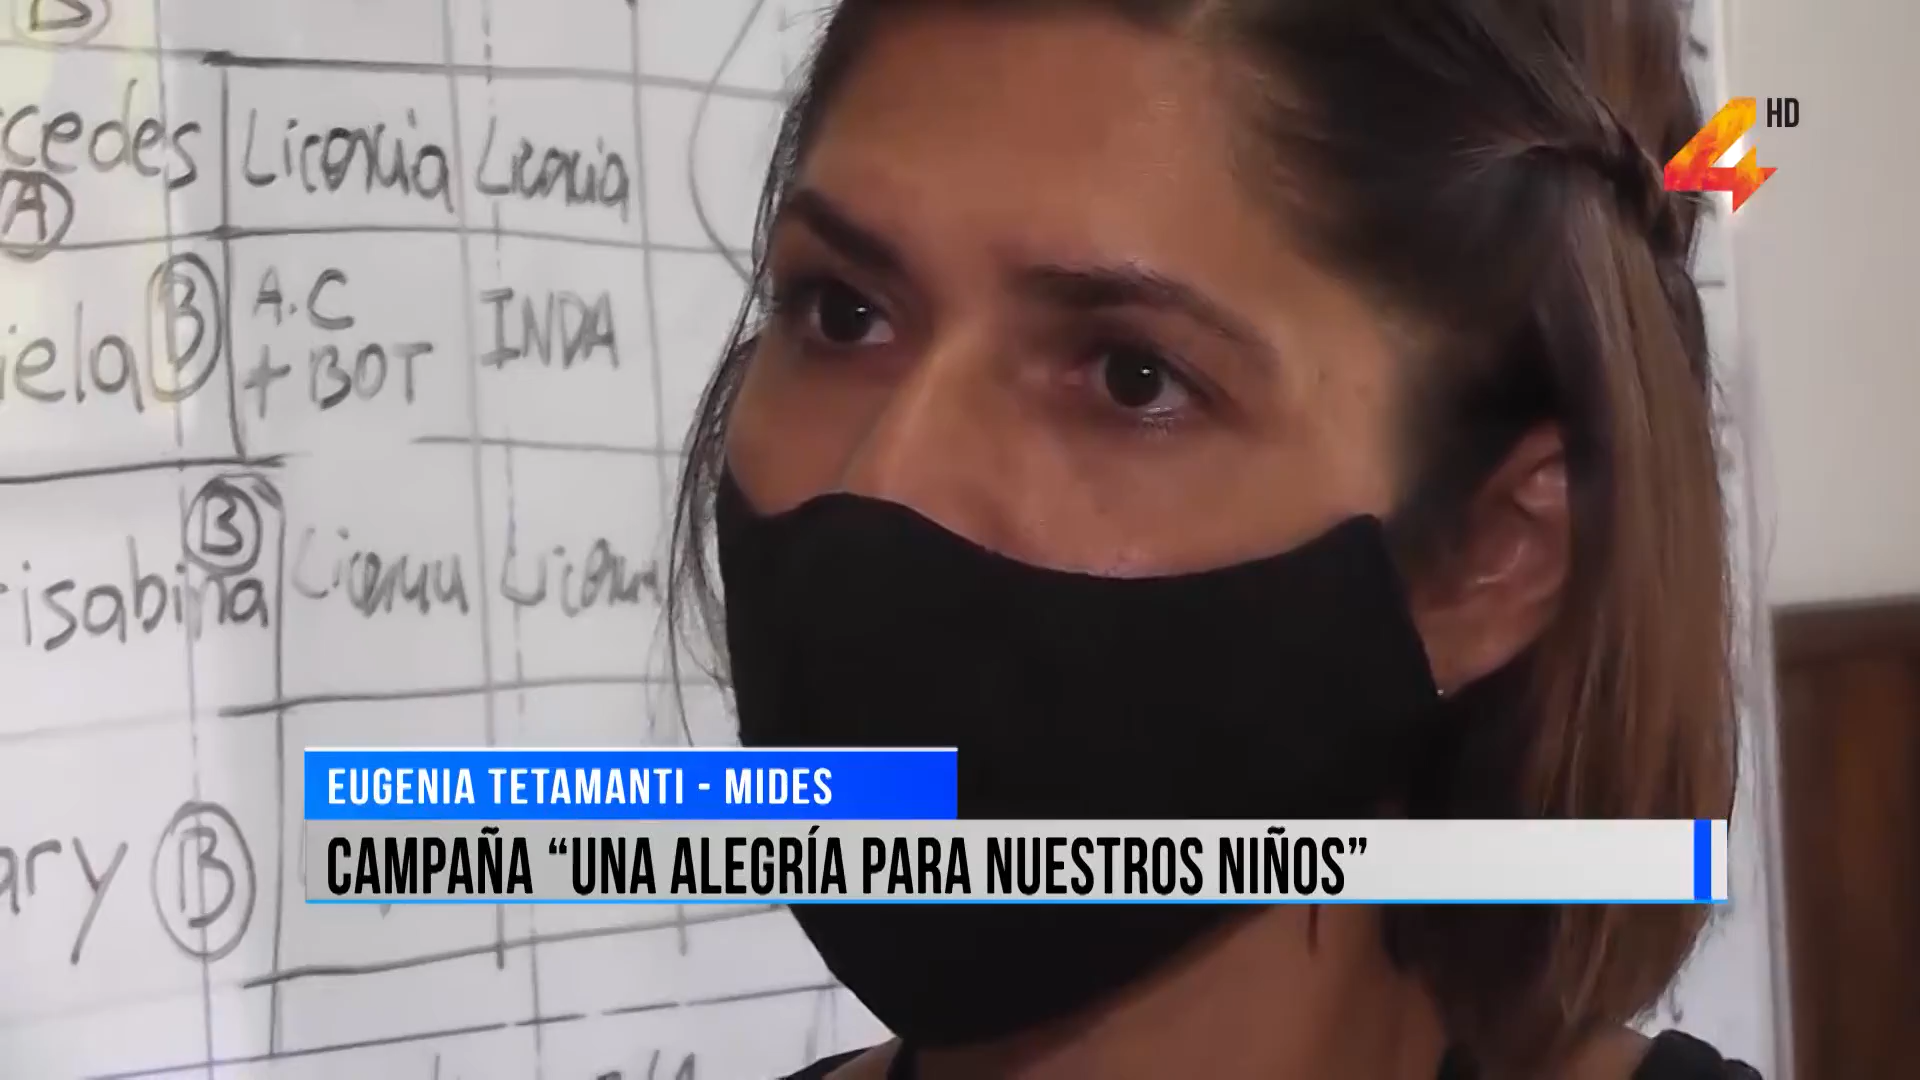 B
cedes
A
Licencia
Licencia
4 HD
iela B
A.C
+ BOT
INDA
B
isabina
ary B
EUGENIA TETAMANTI - MIDES
CAMPAÑA “UNA ALEGRÍA PARA NUESTROS NIÑOS”